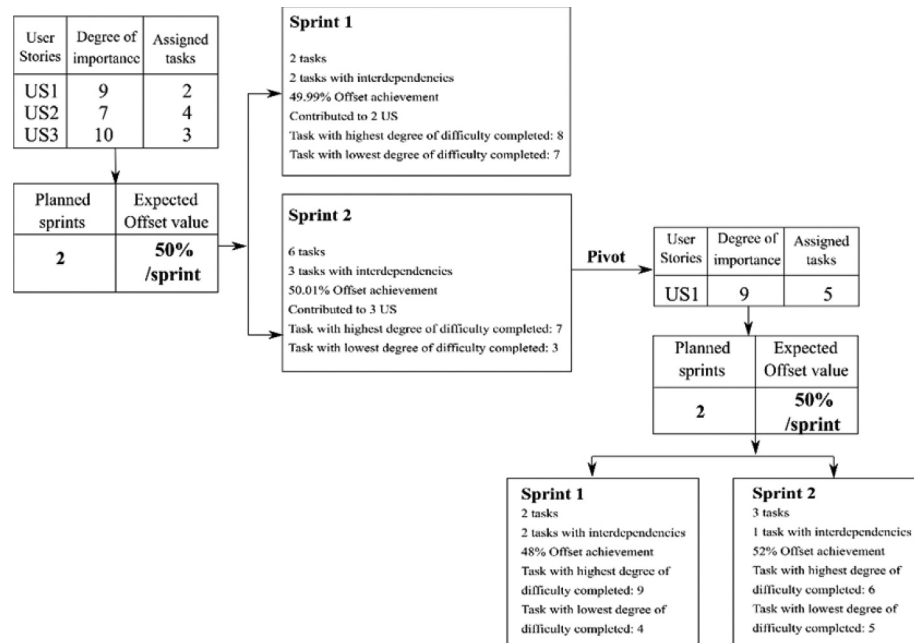 User Stories
Degree of importance
Assigned tasks
US1 9 2
US2 7 4
US3 10 3
Planned sprints
Expected Offset value
2
50% /sprint
Sprint 1
2 tasks
2 tasks with interdependencies
49.99% Offset achievement
Contributed to 2 US
Task with highest degree of difficulty completed: 8
Task with lowest degree of difficulty completed: 7
Sprint 2
6 tasks
3 tasks with interdependencies
50.01% Offset achievement
Contributed to 3 US
Task with highest degree of difficulty completed: 7
Task with lowest degree of difficulty completed: 3
Pivot
User Stories
Degree of importance
Assigned tasks
US1 9 5
Planned sprints
Expected Offset value
2
50% /sprint
Sprint 1
2 tasks
2 tasks with interdependencies
48% Offset achievement
Task with highest degree of
difficulty completed: 9
Task with lowest degree of
difficulty completed: 4
Sprint 2
3 tasks
1 task with interdependencies
52% Offset achievement
Task with highest degree of
difficulty completed: 6
Task with lowest degree of
difficulty completed: 5